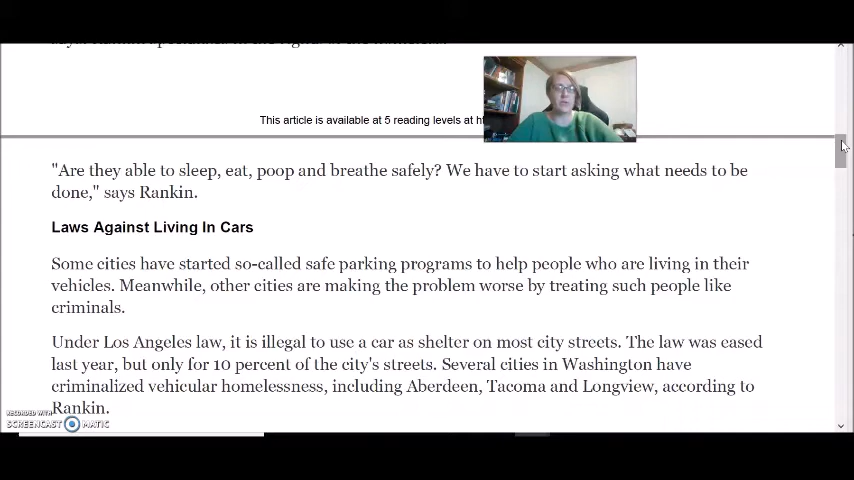 This article is available at 5 reading levels at
"Are they able to sleep, eat, poop and breathe safely? We have to start asking what needs to be
done," says Rankin.
Laws Against Living In Cars
Some cities have started so-called safe parking programs to help people who are living in their
vehicles. Meanwhile, other cities are making the problem worse by treating such people like
criminals.
Under Los Angeles law, it is illegal to use a car as shelter on most city streets. The law was eased
last year, but only for 10 percent of the city's streets. Several cities in Washington have
criminalized vehicular homelessness, including Aberdeen, Tacoma and Longview, according to
Rankin.
RECORDED WITH
SCREENCAST MATIC